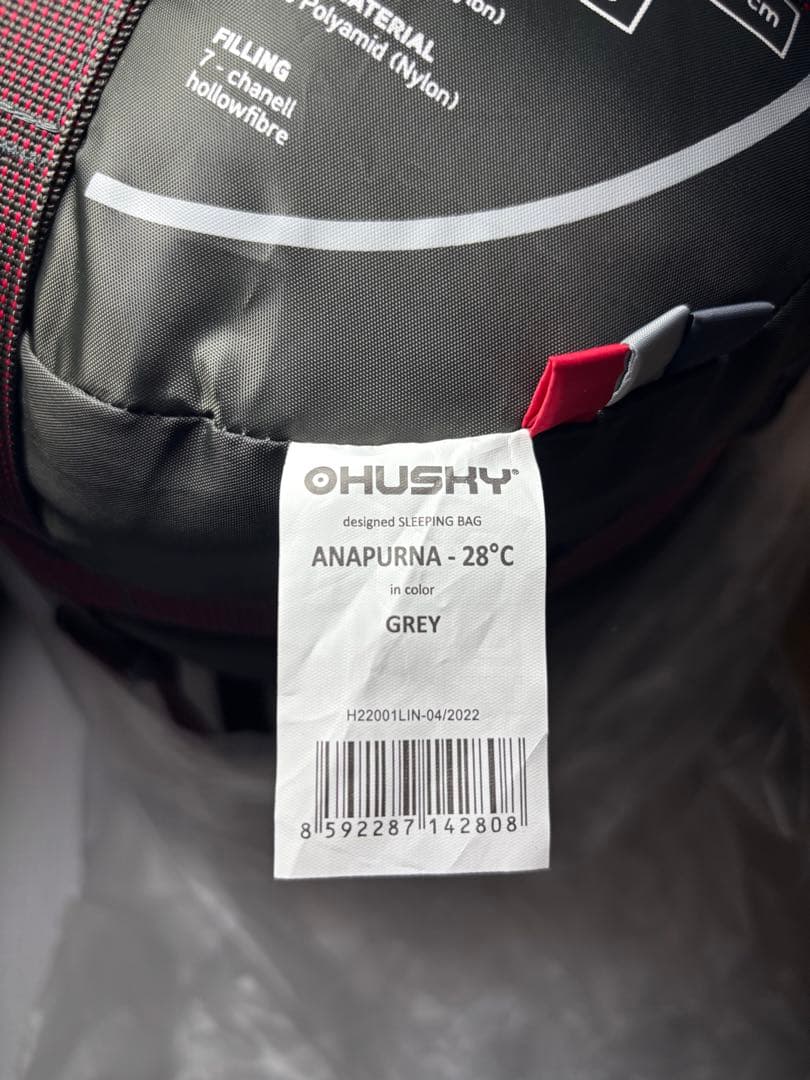 cm
MATERIAL
Polyamid (Nylon)
FILLING
7 - chanell
hollowfibre
HUSKY®
designed SLEEPING BAG
ANAPURNA - 28°C
in color
GREY
H22001LIN-04/2022
8 592287 142808